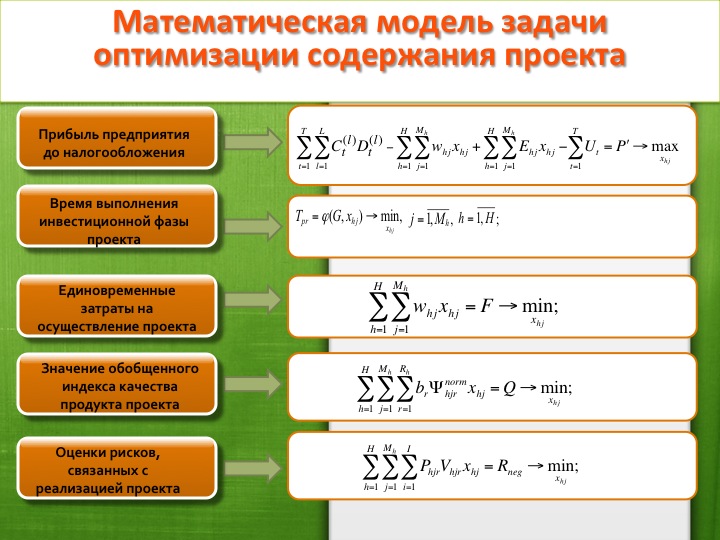 Математическая модель задачи
оптимизации содержания проекта
Прибыль предприятия
до налогообложения
\sum_{t=1}^{T}\sum_{l=1}^{L} C_t^{(l)} D_t^{(l)} - \sum_{h=1}^{H}\sum_{j=1}^{M_h} w_{hj} x_{hj} + \sum_{h=1}^{H}\sum_{j=1}^{M_h} E_{hj} x_{hj} - \sum_{t=1}^{T} U_t = P' \to \max_{x_{hj}}
Время выполнения
инвестиционной фазы
проекта
T_{pr} = \varphi(G, x_{hj}) \to \min_{x_{hj}}, j = \overline{1, M_h}, h = \overline{1, H};
Единовременные
затраты на
осуществление проекта
\sum_{h=1}^{H}\sum_{j=1}^{M_h} w_{hj} x_{hj} = F \to \min_{x_{hj}};
Значение обобщенного
индекса качества
продукта проекта
\sum_{h=1}^{H}\sum_{j=1}^{M_h}\sum_{r=1}^{R_h} b_r \Psi_{hjr}^{norm} x_{hj} = Q \to \min_{x_{hj}};
Оценки рисков,
связанных с
реализацией проекта
\sum_{h=1}^{H}\sum_{j=1}^{M_h}\sum_{i=1}^{I} P_{hjr} V_{hjr} x_{hj} = R_{neg} \to \min_{x_{hj}};